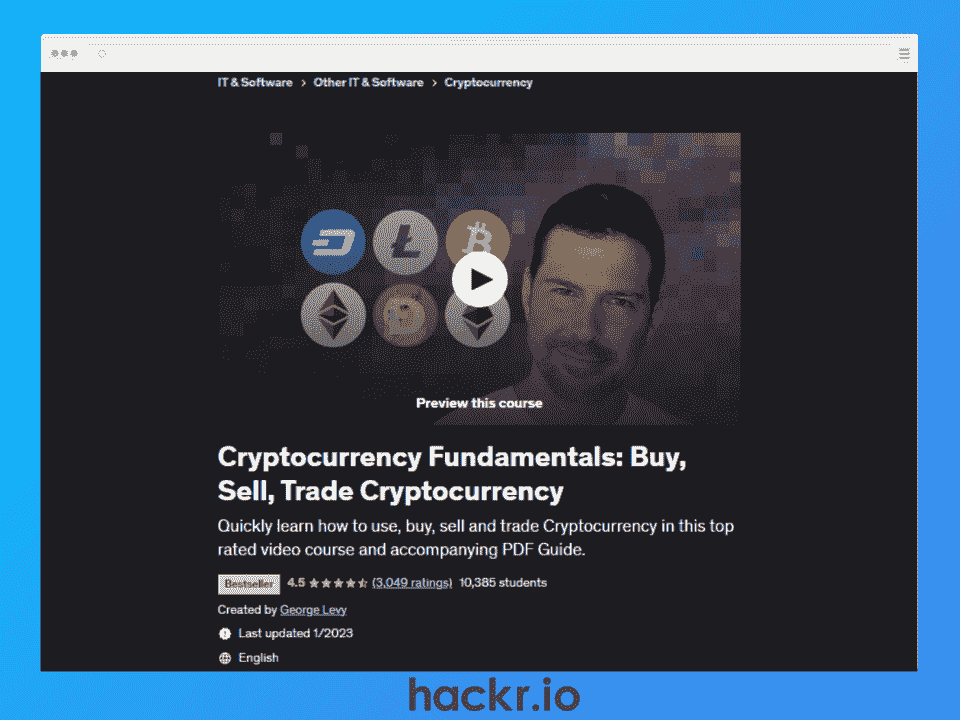 IT & Software > Other IT & Software > Cryptocurrency
Preview this course
Cryptocurrency Fundamentals: Buy,
Sell, Trade Cryptocurrency
Quickly learn how to use, buy, sell and trade Cryptocurrency in this top
rated video course and accompanying PDF Guide.
Bestseller 4.5 (3,049 ratings) 10,385 students
Created by George Levy
Last updated 1/2023
English
hackr.io